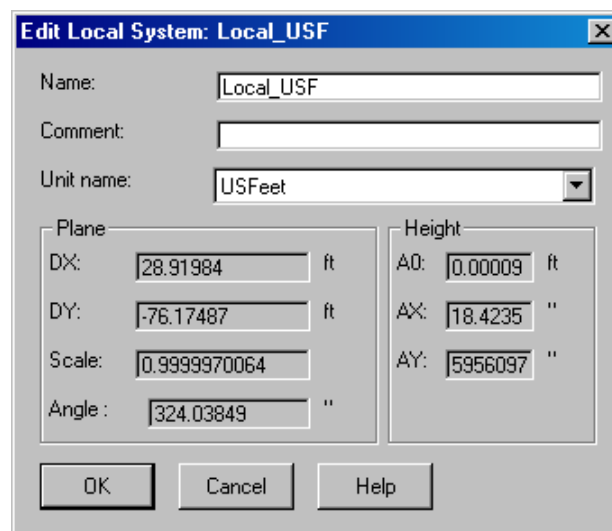 Edit Local System: Local_USF
Name: Local_USF
Comment:
Unit name: USFeet
Plane
DX: 28.91984 ft
DY: -76.17487 ft
Scale: 0.9999970064
Angle : 324.03849 "
Height
A0: 0.00009 ft
AX: 18.4235 "
AY: 5956097 "
OK Cancel Help